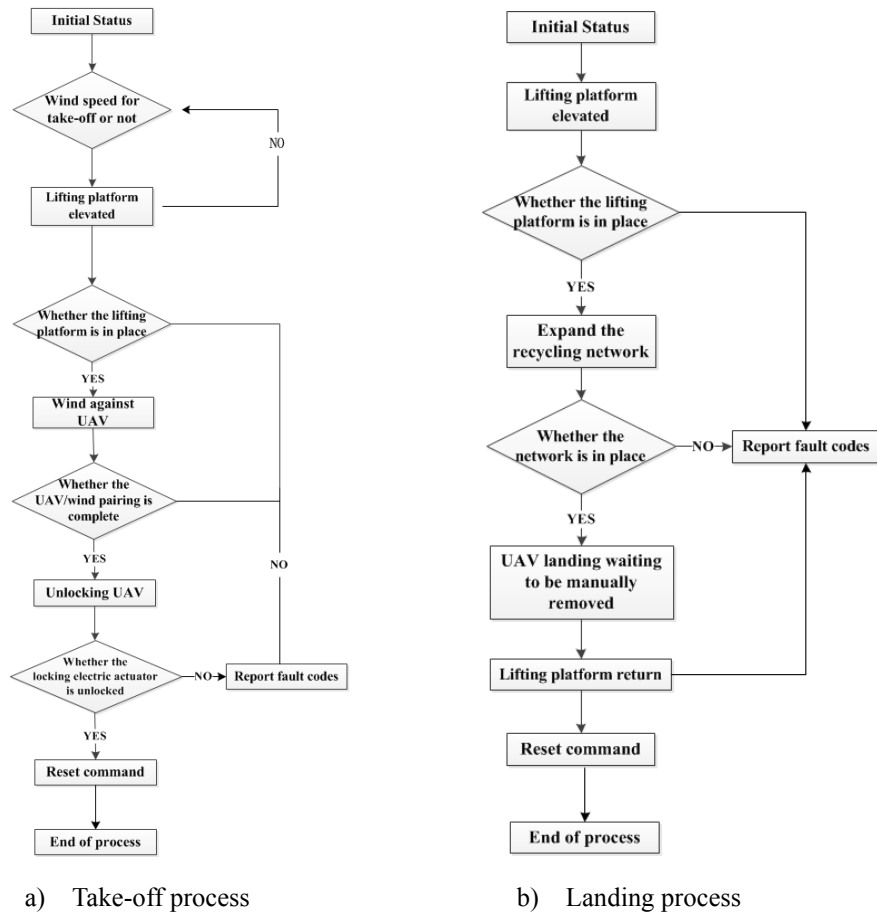 Initial Status
Wind speed for
take-off or not
NO
Lifting platform
elevated
Whether the lifting
platform is in place
YES
Wind against
UAV
Whether the
UAV/wind pairing is
complete
YES
NO
Unlocking UAV
Whether the
locking electric actuator
is unlocked
NO
Report fault codes
YES
Reset command
End of process
a) Take-off process
Initial Status
Lifting platform
elevated
Whether the lifting
platform is in place
YES
Expand the
recycling network
Whether the
network is in place
NO
Report fault codes
YES
UAV landing waiting
to be manually
removed
Lifting platform return
Reset command
End of process
b) Landing process